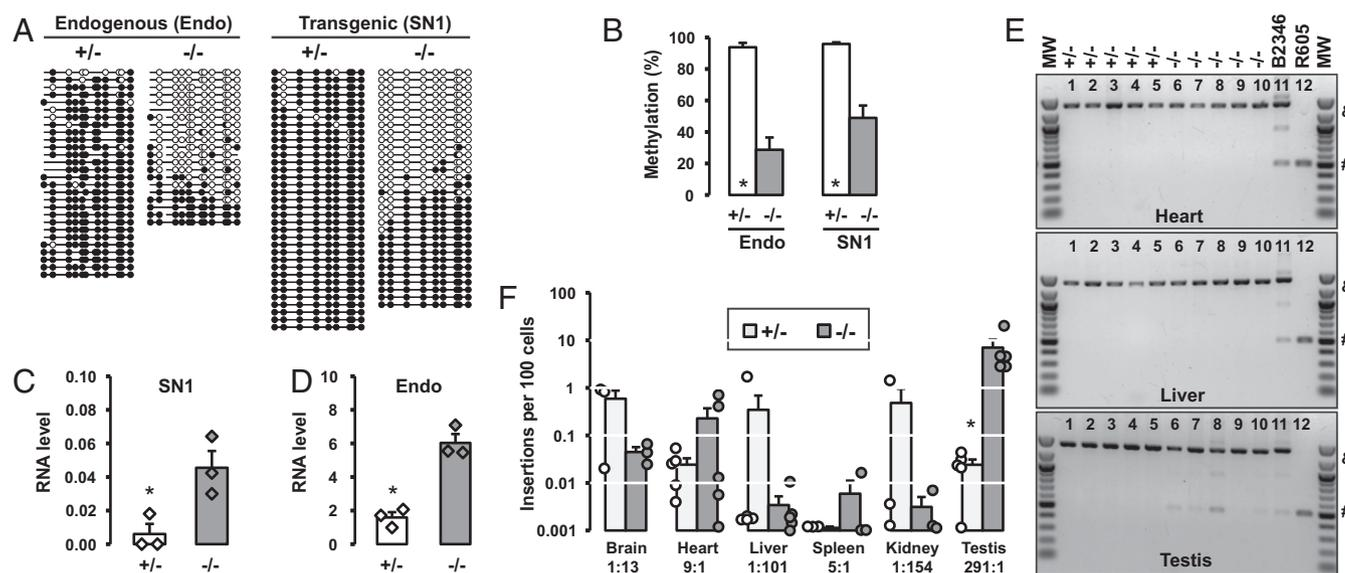 A
Endogenous (Endo)
+/-
-/-
Transgenic (SN1)
+/-
-/-
B
Methylation (%)
100
80
60
40
20
0
*
*
+/- -/-
+/- -/-
Endo
SN1
C
SN1
RNA level
0.10
0.08
0.06
0.04
0.02
0.00
*
+/-
-/-
D
Endo
RNA level
10
8
6
4
2
0
*
+/-
-/-
E
MW +/- +/- +/- +/- +/- -/- -/- -/- -/- -/- B2346 R605 MW
1 2 3 4 5 6 7 8 9 10 11 12
#
Heart
1 2 3 4 5 6 7 8 9 10 11 12
#
Liver
1 2 3 4 5 6 7 8 9 10 11 12
#
Testis
F
Insertions per 100 cells
100
10
1
0.1
0.01
0.001
+/- -/-
*
Brain Heart Liver Spleen Kidney Testis
1:13 9:1 1:101 5:1 1:154 291:1